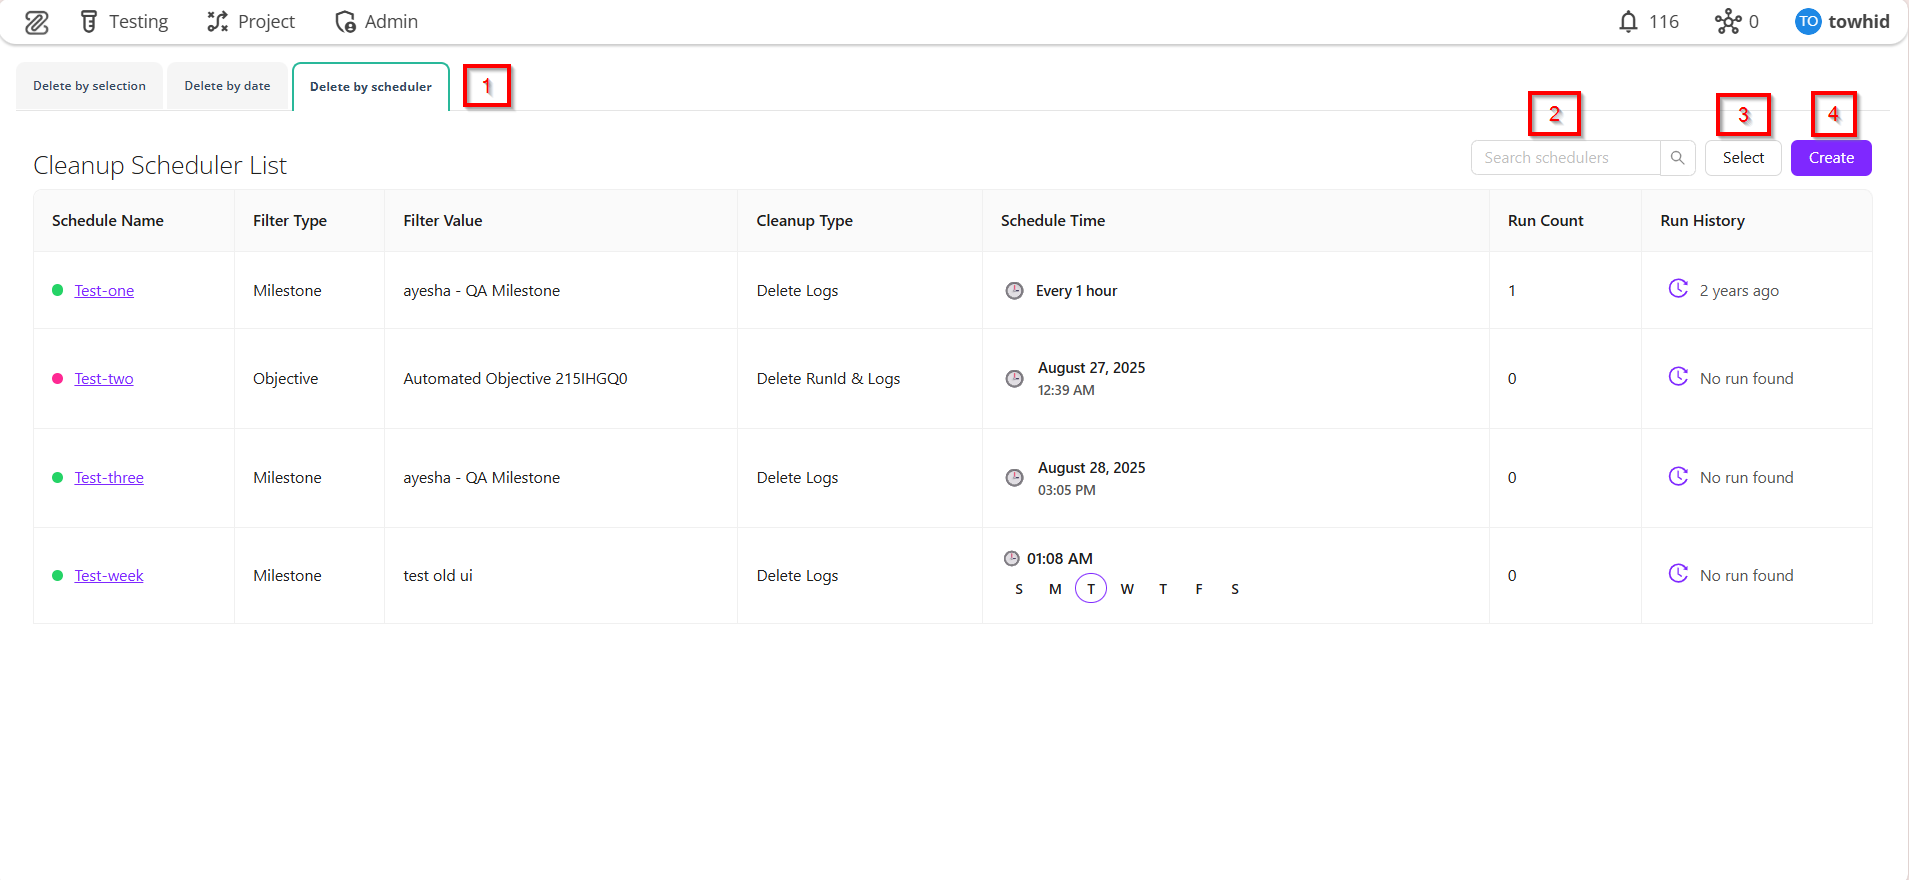 Testing Project Admin 116 0 TO towhid
Delete by selection Delete by date Delete by scheduler 1
2 3 4
Cleanup Scheduler List Search schedulers Select Create
Schedule Name Filter Type Filter Value Cleanup Type Schedule Time Run Count Run History
Test-one Milestone ayesha - QA Milestone Delete Logs Every 1 hour 1 2 years ago
Test-two Objective Automated Objective 215IHGQ0 Delete RunId & Logs August 27, 2025 0 No run found
12:39 AM
Test-three Milestone ayesha - QA Milestone Delete Logs August 28, 2025 0 No run found
03:05 PM
Test-week Milestone test old ui Delete Logs 01:08 AM 0 No run found
S M T W T F S